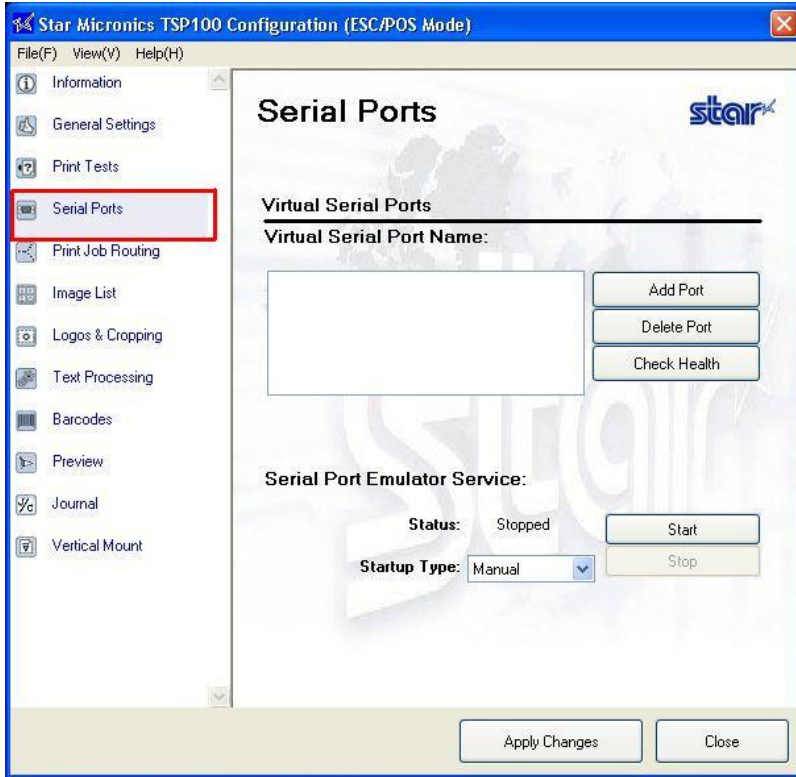 Star Micronics TSP100 Configuration (ESC/POS Mode)
File(F) View(V) Help(H)
Information
General Settings
Print Tests
Serial Ports
Print Job Routing
Image List
Logos & Cropping
Text Processing
Barcodes
Preview
Journal
Vertical Mount
Serial Ports
star
Virtual Serial Ports
Virtual Serial Port Name:
Add Port
Delete Port
Check Health
Serial Port Emulator Service:
Status: Stopped
Start
Startup Type: Manual
Stop
Apply Changes
Close
star